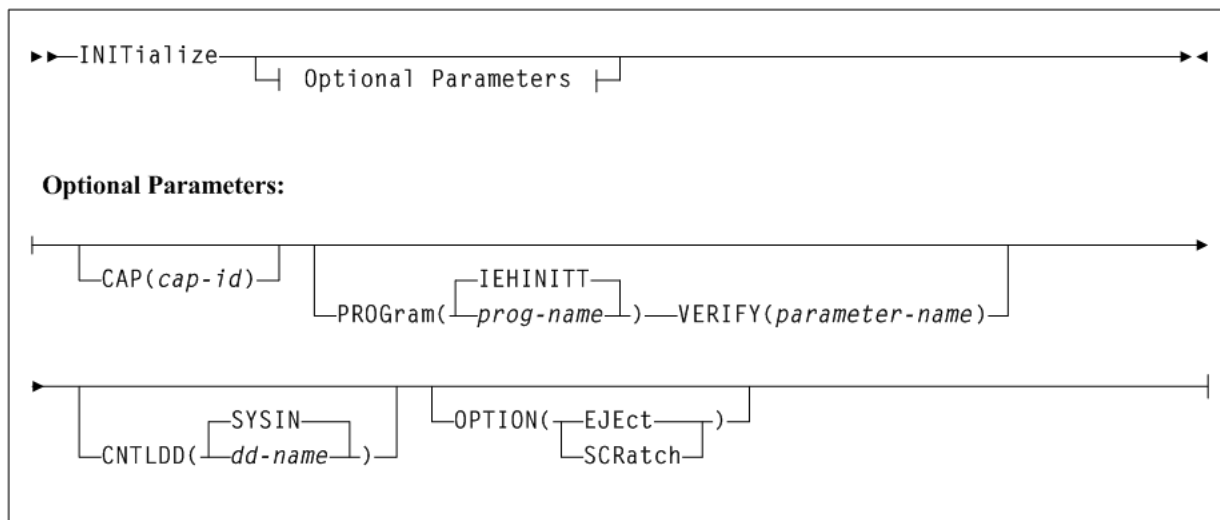 INITialize
Optional Parameters
Optional Parameters:
CAP(cap-id)
IEHINITT
PROGram( prog-name ) VERIFY(parameter-name)
SYSIN
CNTLDD( dd-name )
OPTION( EJEct )
SCRatch